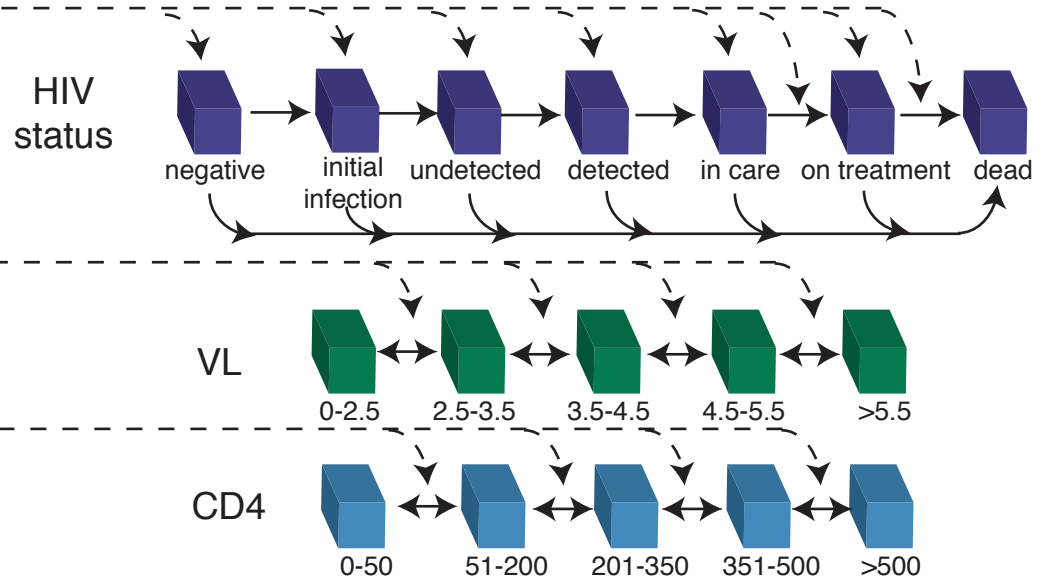 HIV
status
negative
initial
infection
undetected
detected
in care
on treatment
dead
VL
0-2.5
2.5-3.5
3.5-4.5
4.5-5.5
>5.5
CD4
0-50
51-200
201-350
351-500
>500